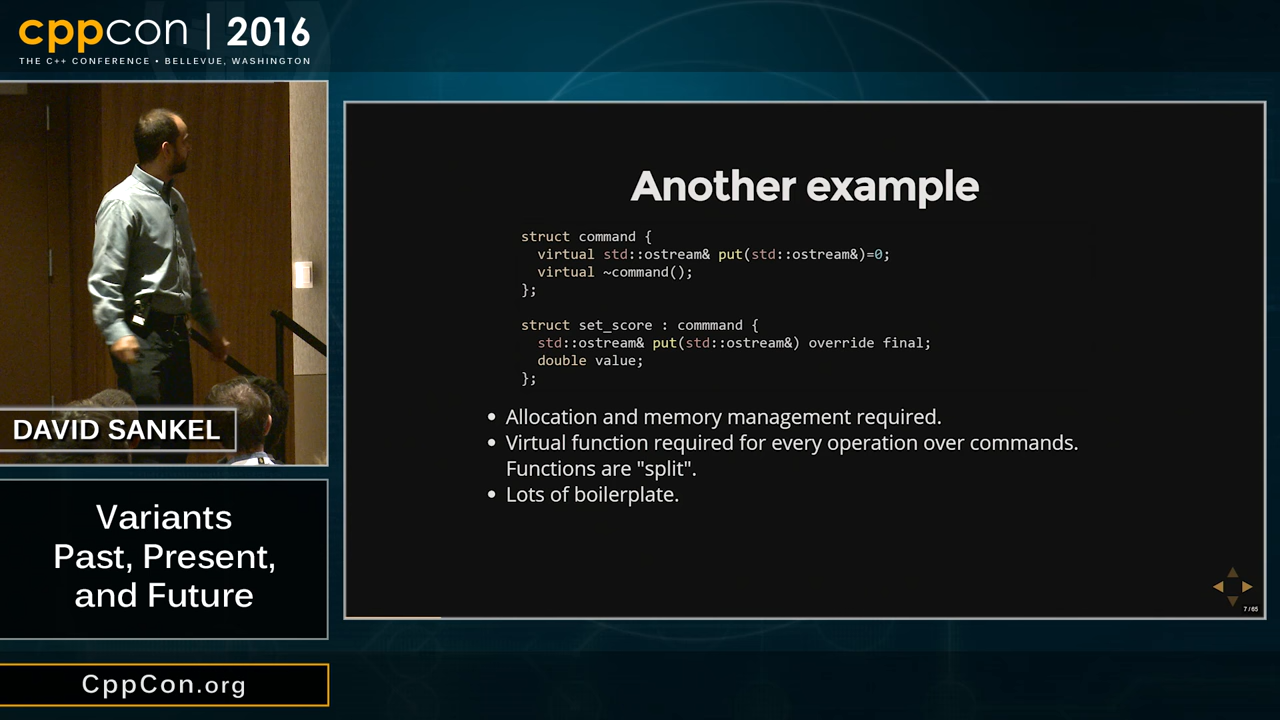 cppcon | 2016
THE C++ CONFERENCE • BELLEVUE, WASHINGTON
DAVID SANKEL
Variants
Past, Present,
and Future
CppCon.org
Another example
struct command {
  virtual std::ostream& put(std::ostream&)=0;
  virtual ~command();
};
struct set_score : commmand {
  std::ostream& put(std::ostream&) override final;
  double value;
};
• Allocation and memory management required.
• Virtual function required for every operation over commands.
Functions are "split".
• Lots of boilerplate.
7 / 65